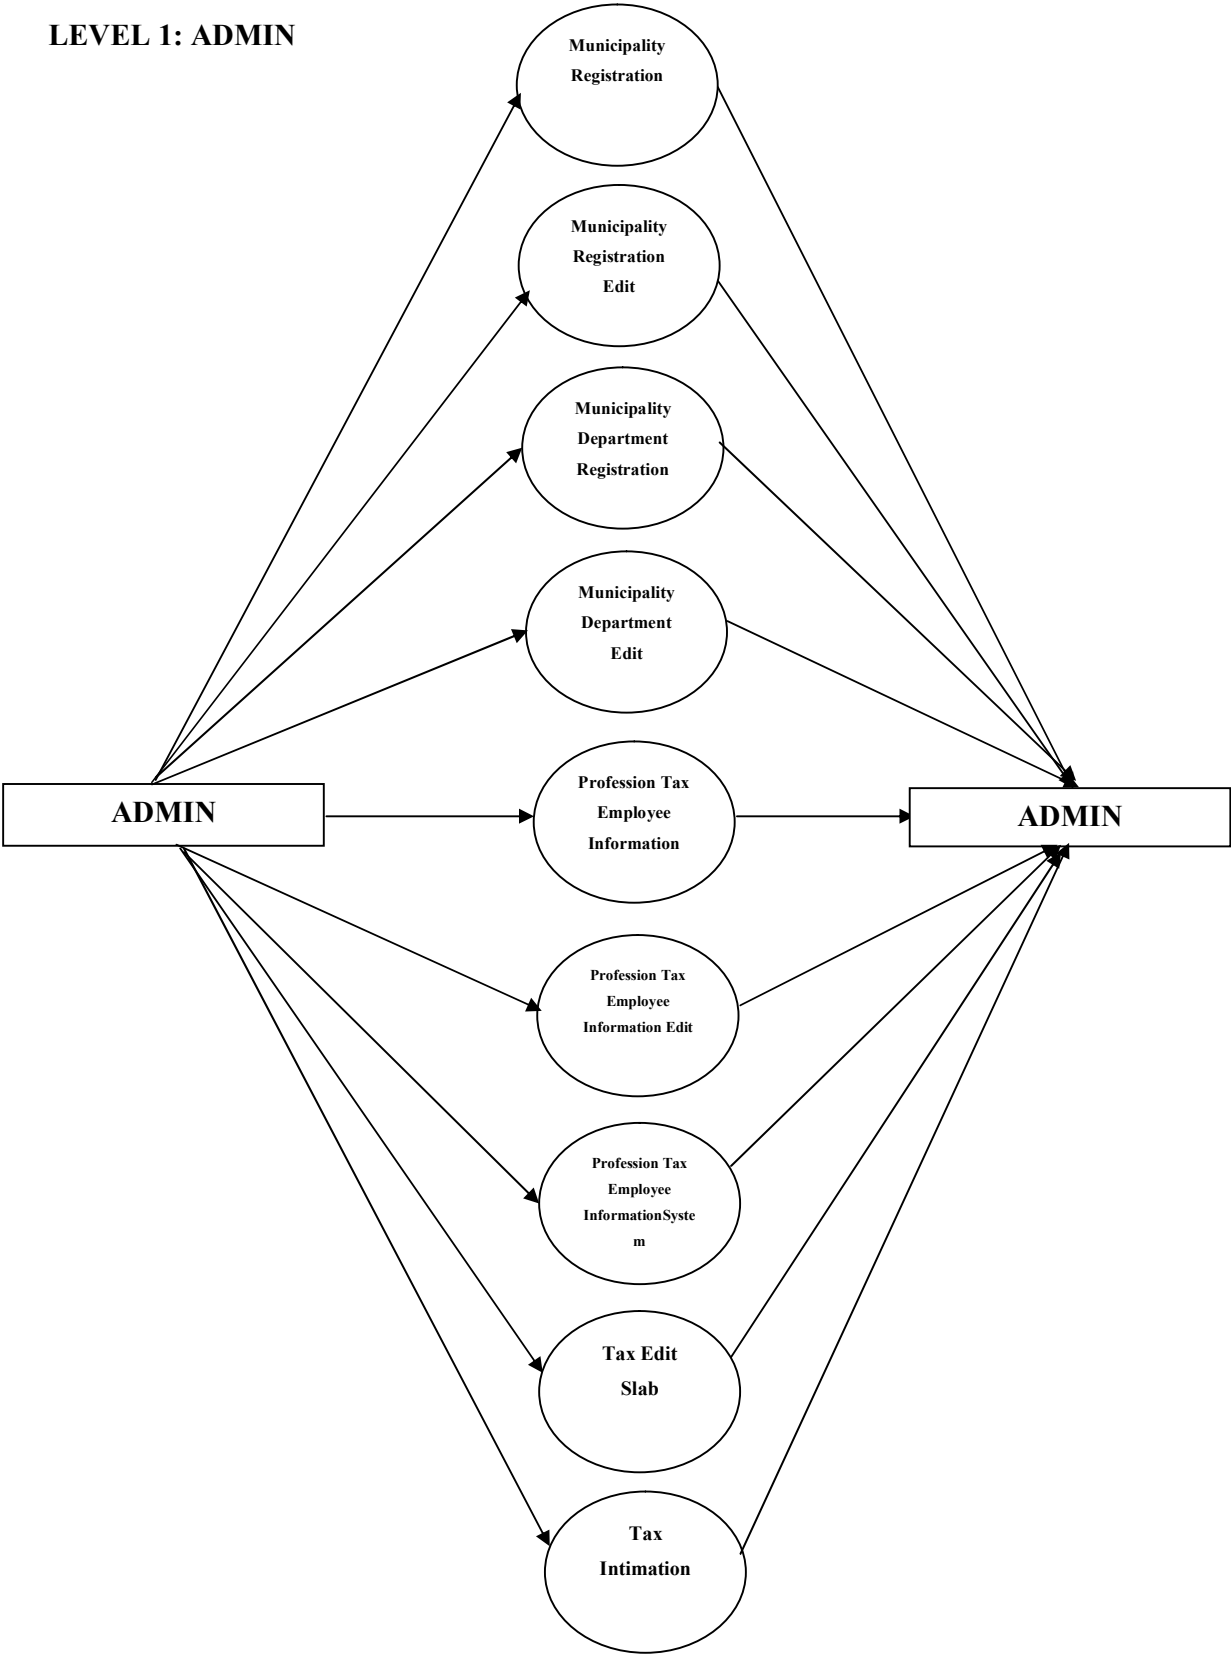 LEVEL 1: ADMIN
Municipality
Registration
Municipality
Registration
Edit
Municipality
Department
Registration
Municipality
Department
Edit
ADMIN
Profession Tax
Employee
Information
ADMIN
Profession Tax
Employee
Information Edit
Profession Tax
Employee
InformationSyste
m
Tax Edit
Slab
Tax
Intimation